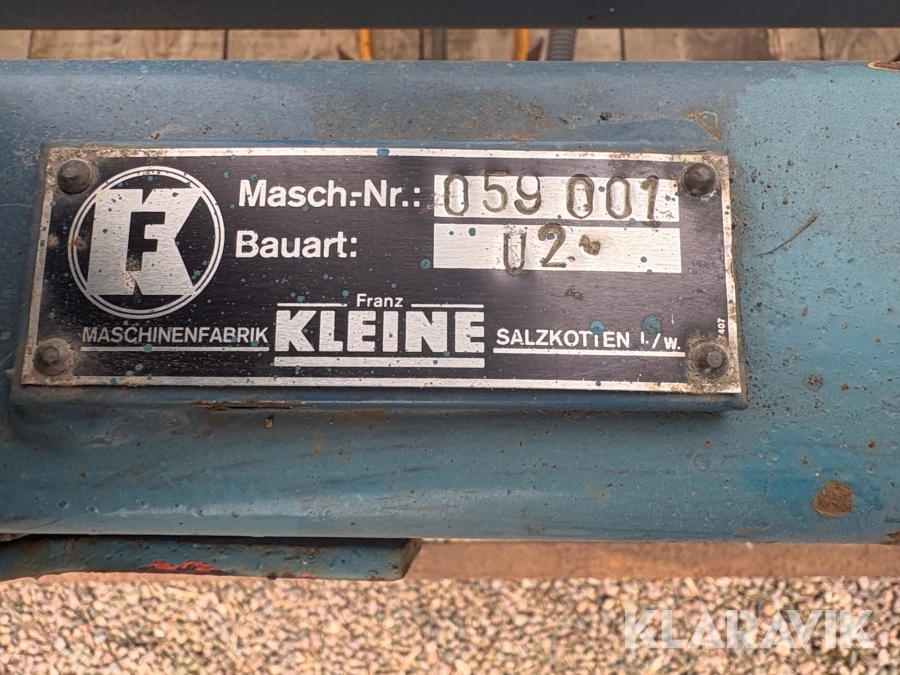 FK
Masch.-Nr.: 059 001
Bauart: U2
Franz
MASCHINENFABRIK KLEINE SALZKOTTEN i./W.
407
KLARAVIK